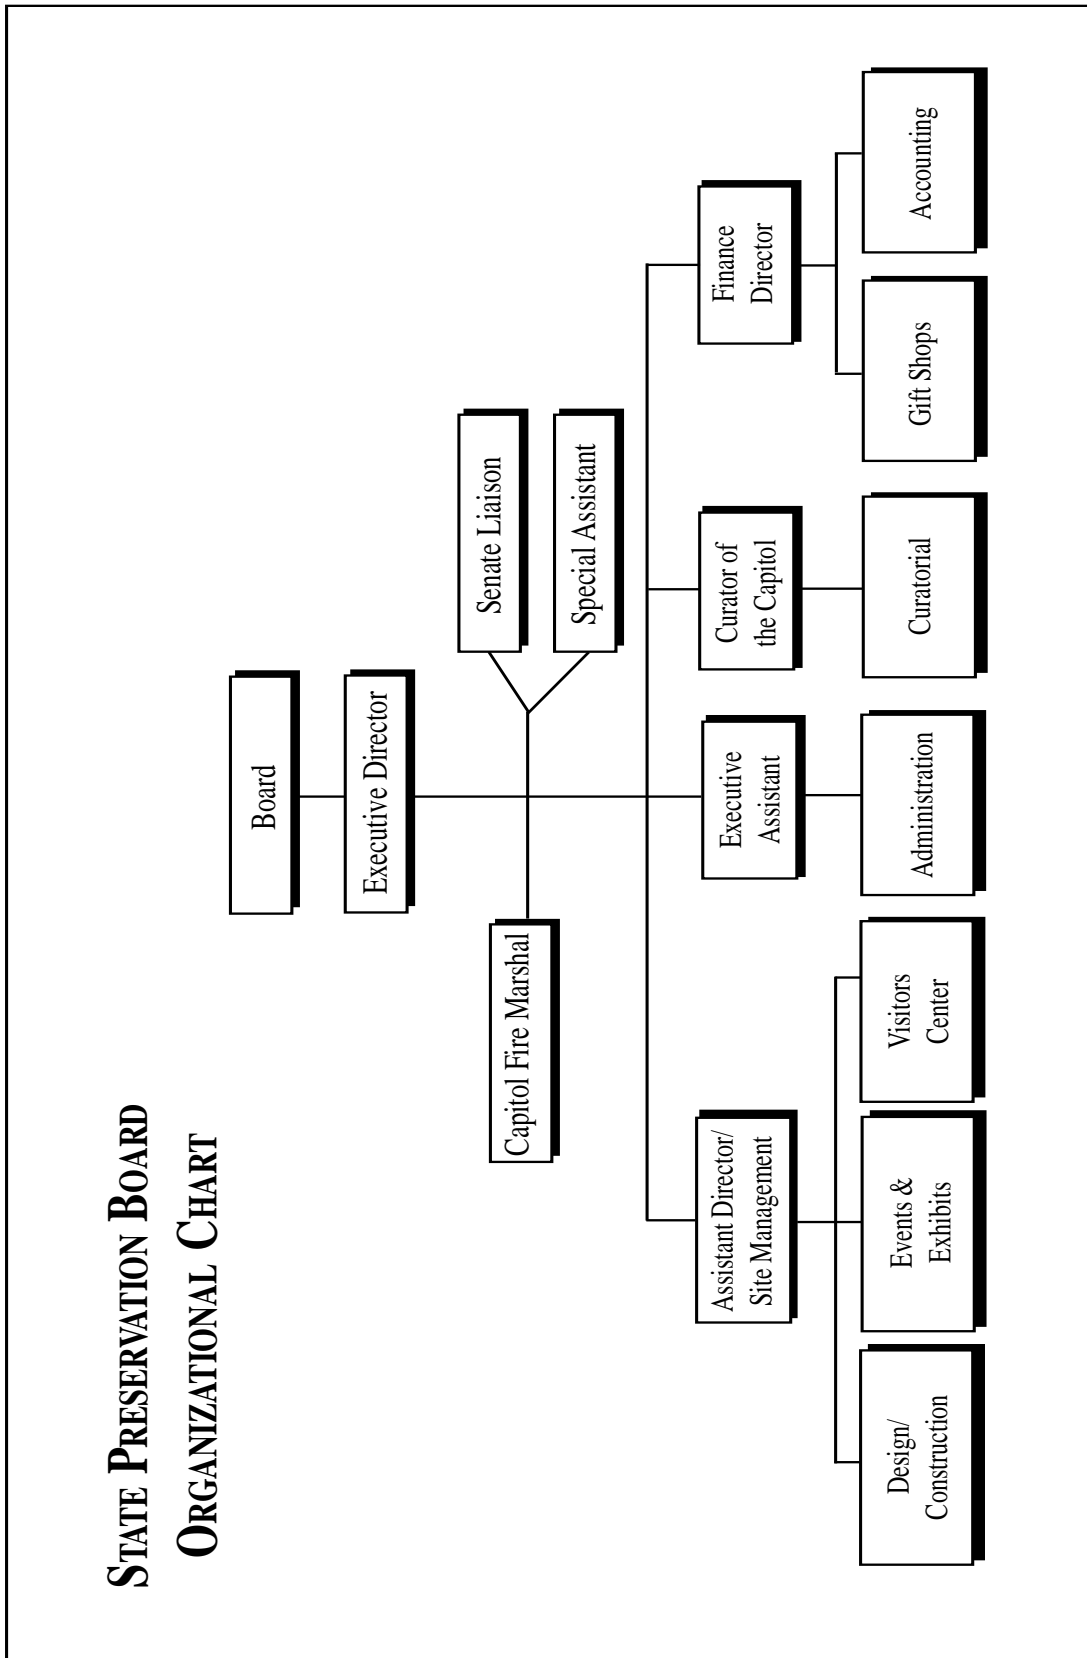 STATE PRESERVATION BOARD
ORGANIZATIONAL CHART
Board
Executive Director
Capitol Fire Marshal
Senate Liaison
Special Assistant
Assistant Director/
Site Management
Executive
Assistant
Curator of
the Capitol
Finance
Director
Design/
Construction
Events &
Exhibits
Visitors
Center
Administration
Curatorial
Gift Shops
Accounting